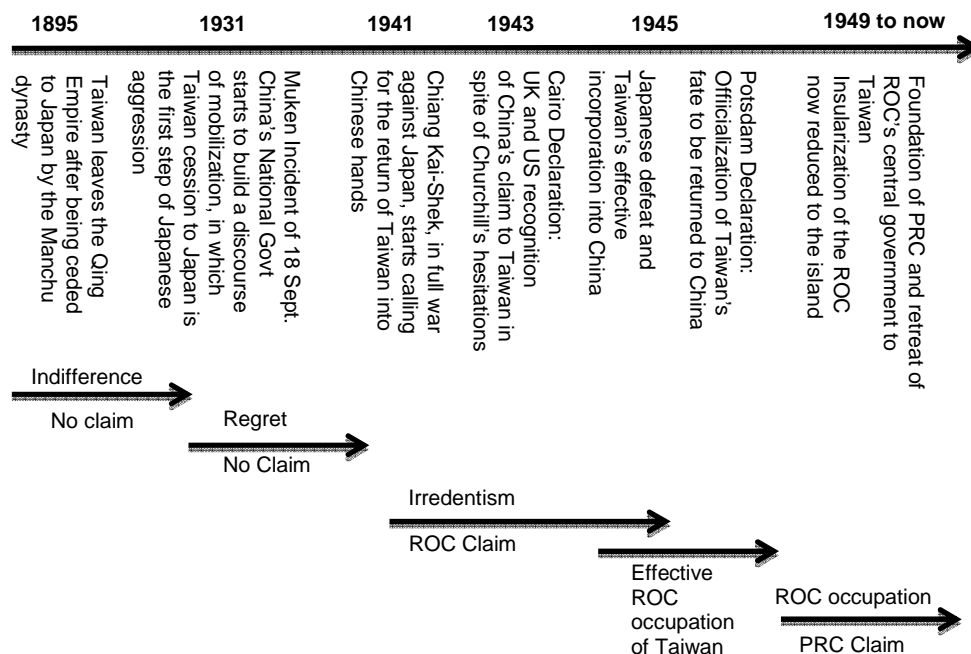 1895
1931
1941
1943
1945
1949 to now
Taiwan leaves the Qing
Empire after being ceded
to Japan by the Manchu
dynasty
Muken Incident of 18 Sept.
China's National Govt
starts to build a discourse
of mobilization, in which
Taiwan cession to Japan is
the first step of Japanese
aggression
Chiang Kai-Shek, in full war
against Japan, starts calling
for the return of Taiwan into
Chinese hands
Cairo Declaration:
UK and US recognition
of China's claim to Taiwan in
spite of Churchill's hesitations
Japanese defeat and
Taiwan's effective
incorporation into China
Potsdam Declaration:
Officialization of Taiwan's
fate to be returned to China
Foundation of PRC and retreat of
ROC's central government to
Taiwan
Insularization of the ROC
now reduced to the island
Indifference
No claim
Regret
No Claim
Irredentism
ROC Claim
Effective
ROC
occupation
of Taiwan
ROC occupation
PRC Claim